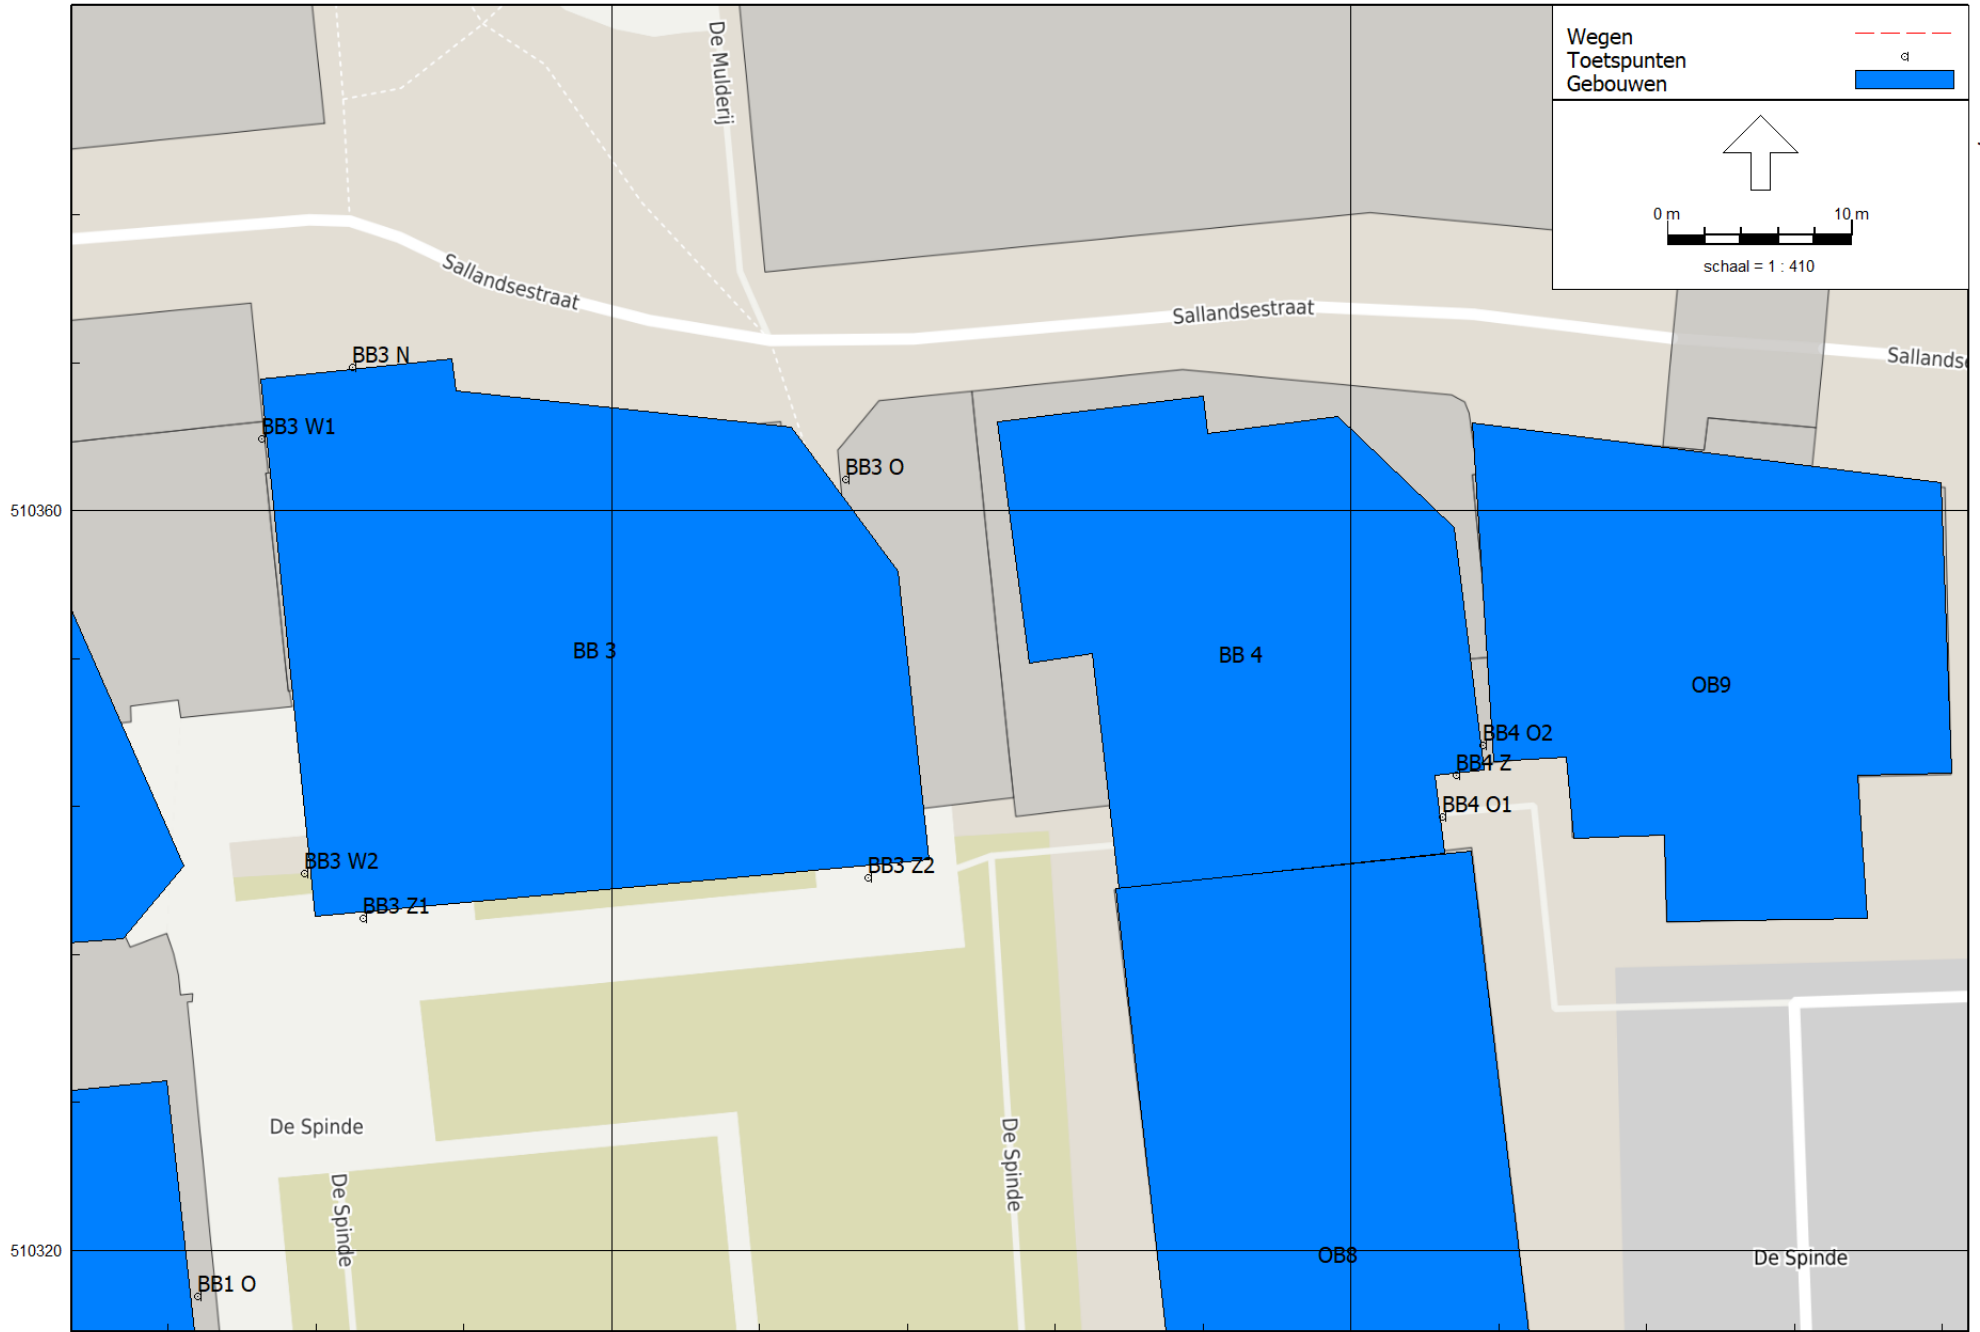 Wegen
Toetspunten
Gebouwen
0 m 10 m
schaal = 1 : 410
De Mulderij
Sallandsestraat
Sallandsestraat
Sallands
BB3 N
BB3 W1
BB3 O
510360
BB 3
BB 4
OB9
BB4 O2
BB4 Z
BB4 O1
BB3 W2
BB3 Z2
BB3 Z1
De Spinde
De Spinde
De Spinde
510320
OB8
De Spinde
BB1 O